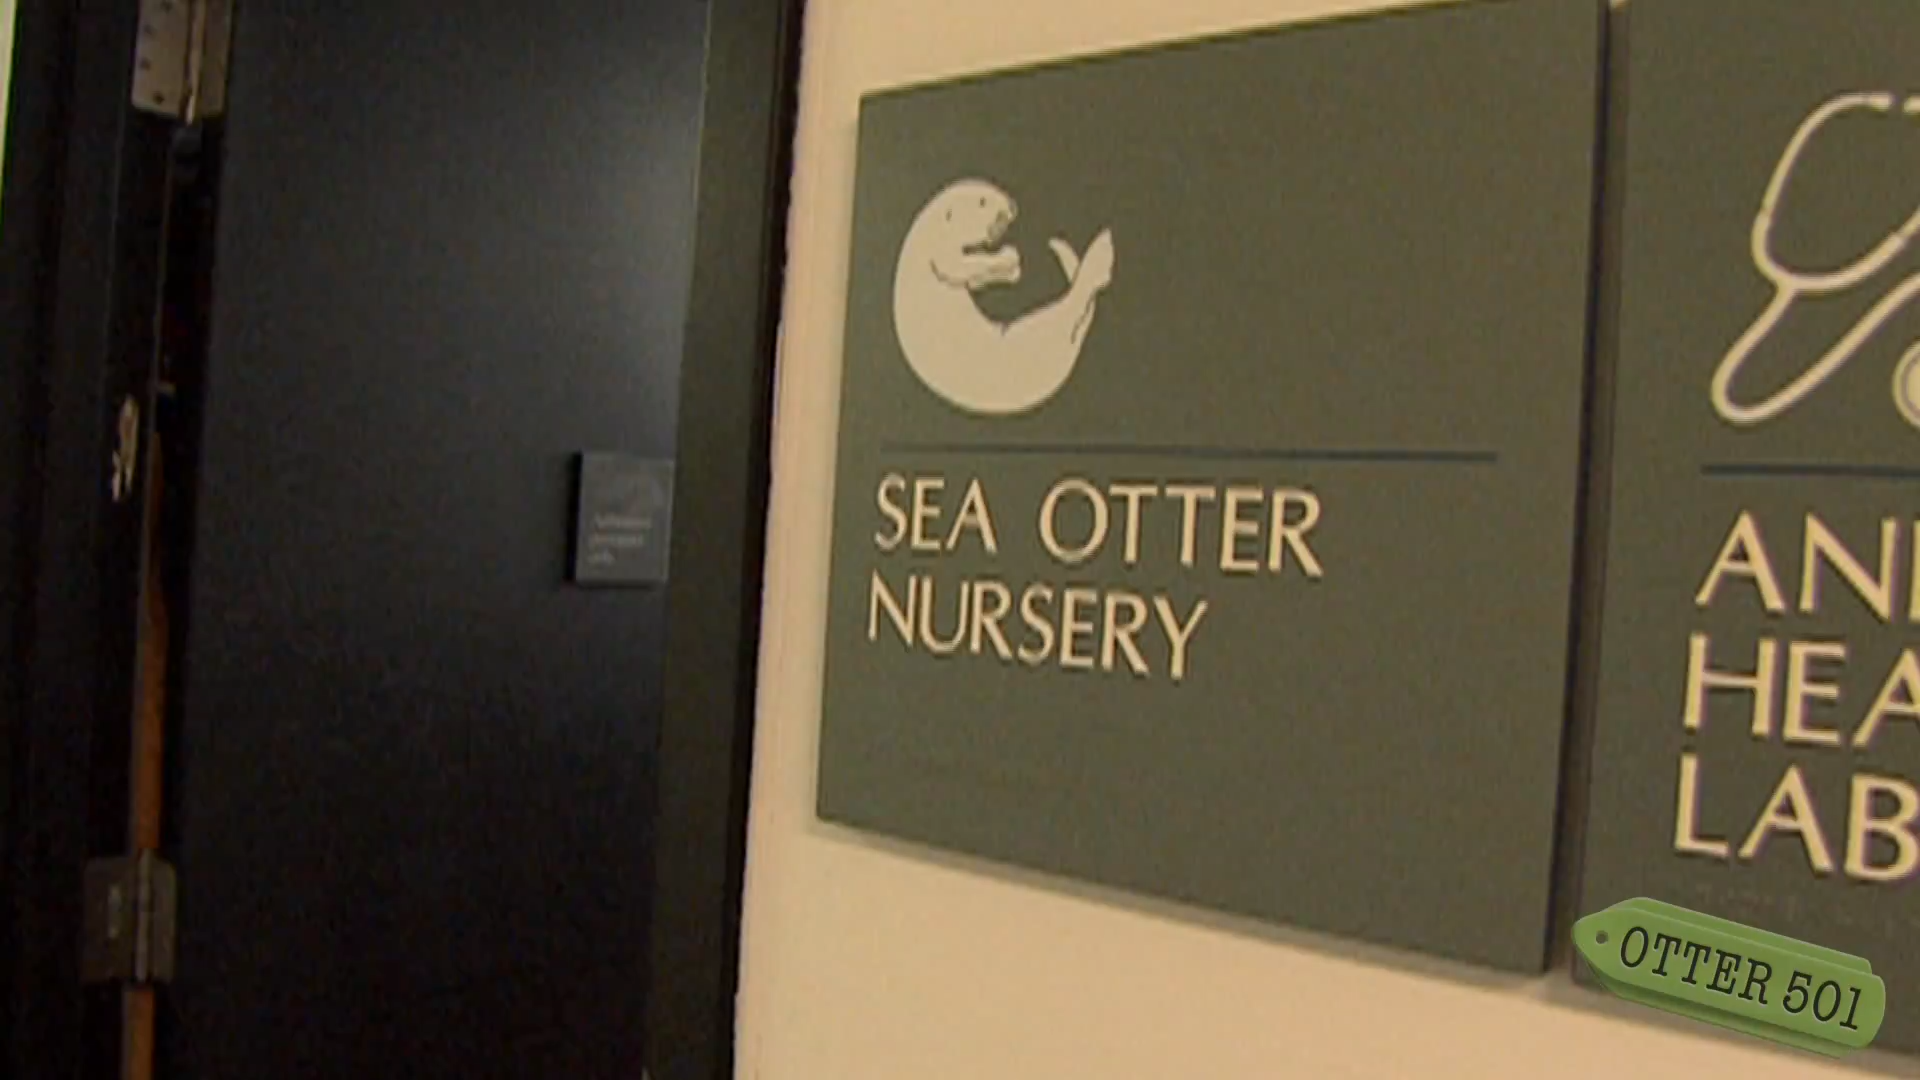 SEA OTTER
NURSERY
AN
HEA
LAB
OTTER 501